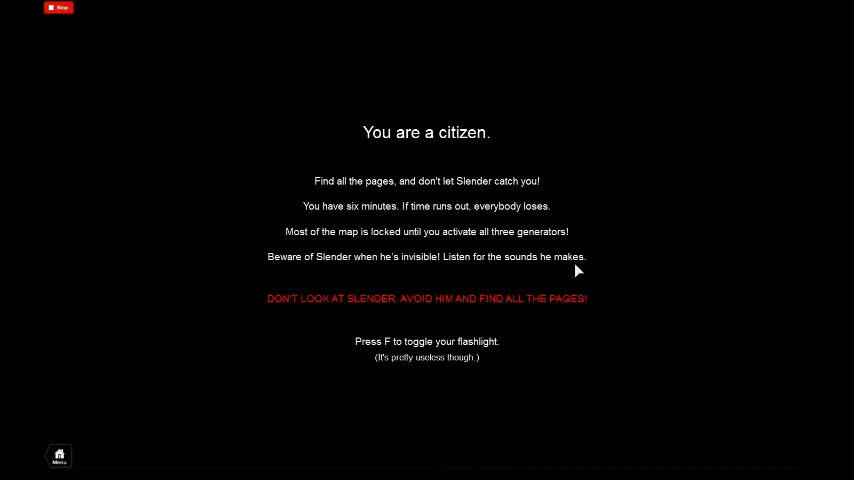 Stop
You are a citizen.
Find all the pages, and don't let Slender catch you!
You have six minutes. If time runs out, everybody loses.
Most of the map is locked until you activate all three generators!
Beware of Slender when he's invisible! Listen for the sounds he makes.
DON'T LOOK AT SLENDER. AVOID HIM AND FIND ALL THE PAGES!
Press F to toggle your flashlight.
(It's pretty useless though.)
Menu